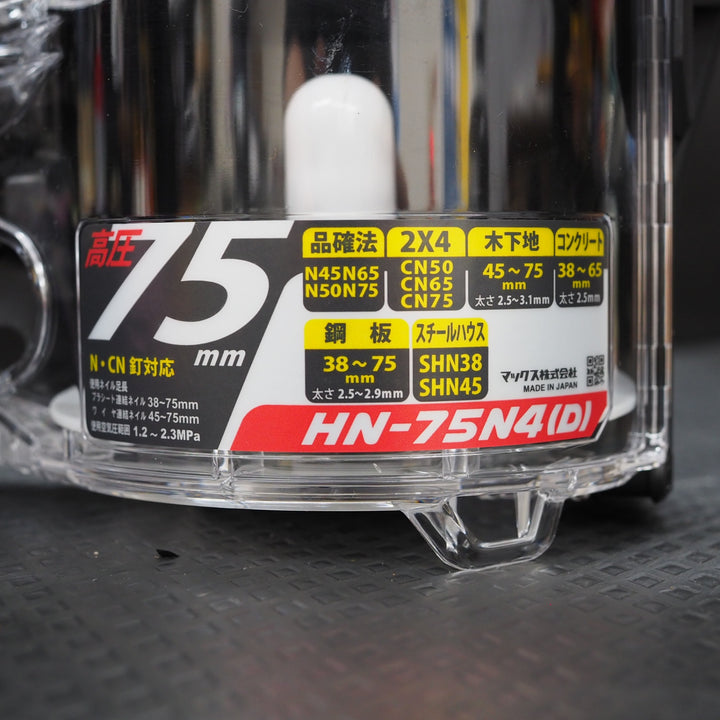 高圧
75
mm
N・CN 釘対応
使用ネイル足長
プラシート連結ネイル 38~75mm
ワイヤ連結ネイル 45~75mm
使用空気圧範囲 1.2~2.3MPa
品確法
N45N65
N50N75
2X4
CN50
CN65
CN75
木下地
45~75
mm
太さ 2.5~3.1mm
コンクリート
38~65
mm
太さ 2.5mm
鋼板
38~75
mm
太さ 2.5~2.9mm
スチールハウス
SHN38
SHN45
マックス株式会社
MADE IN JAPAN
HN-75N4(D)